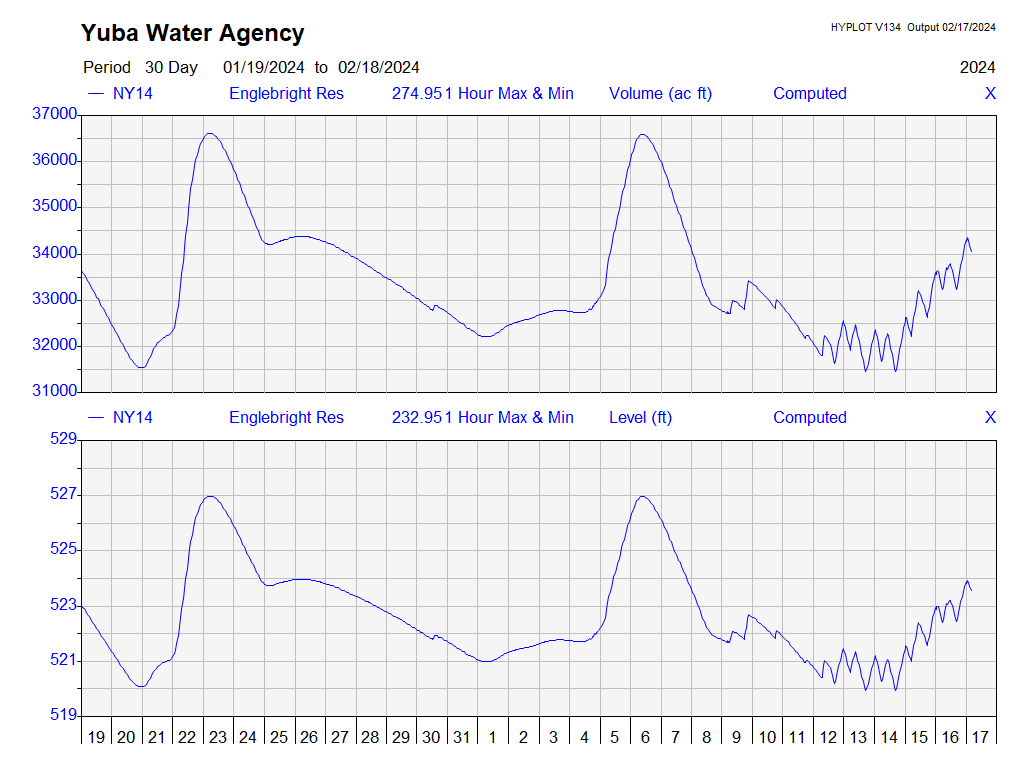 Yuba Water Agency
HYPLOT V134 Output 02/17/2024
Period 30 Day 01/19/2024 to 02/18/2024
2024
NY14 Englebright Res 274.951 Hour Max & Min Volume (ac ft) Computed X
37000
36000
35000
34000
33000
32000
31000
NY14 Englebright Res 232.951 Hour Max & Min Level (ft) Computed X
529
527
525
523
521
519
19 20 21 22 23 24 25 26 27 28 29 30 31 1 2 3 4 5 6 7 8 9 10 11 12 13 14 15 16 17